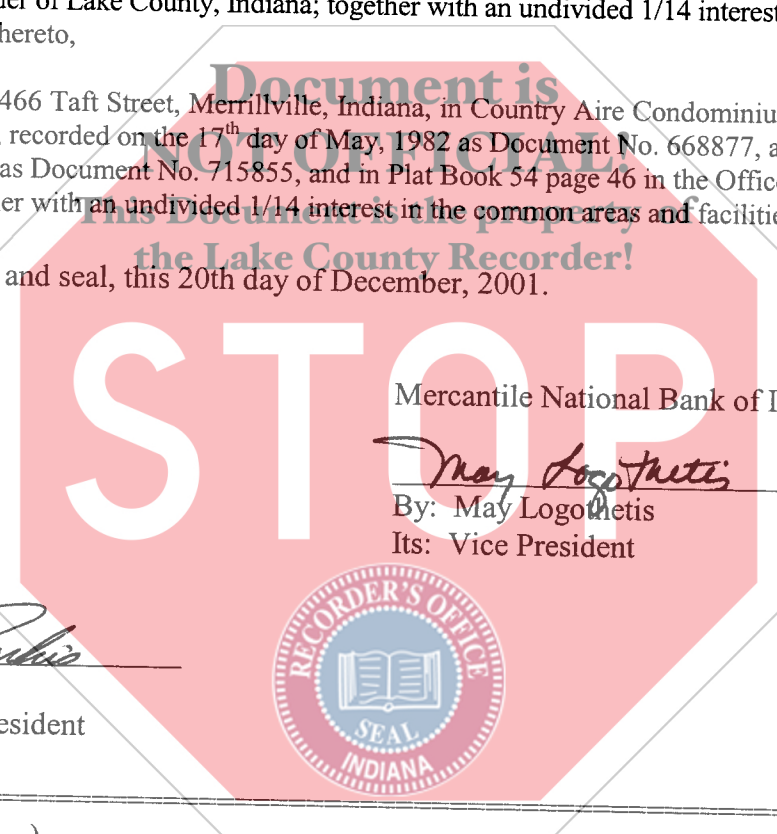 er of Lake County, Indiana; together with an undivided 1/14 interest
hereto,
Document is
466 Taft Street, Merrillville, Indiana, in Country Aire Condominiu
recorded on the 17th day of May, 1982 as Document No. 668877, a
NOT OFFICIAL!
as Document No. 715855, and in Plat Book 54 page 46 in the Office
er with an undivided 1/14 interest in the common areas and facilitie
This Document is the property of
the Lake County Recorder!
and seal, this 20th day of December, 2001.
STOP
Mercantile National Bank of I
May Logothetis
By: May Logothetis
Its: Vice President
RECORDER'S OFFICE
SEAL
INDIANA
esident
)